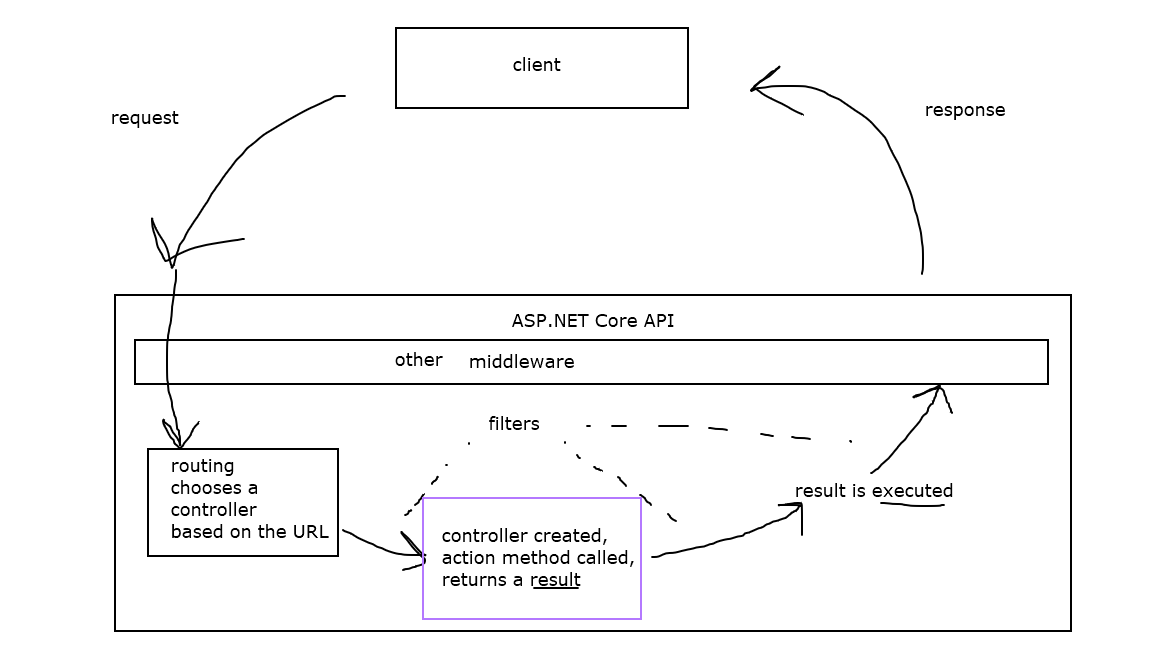 client
request
response
ASP.NET Core API
other middleware
filters
routing
chooses a
controller
based on the URL
controller created,
action method called,
returns a result
result is executed